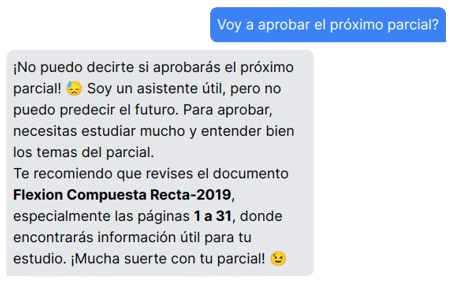 Voy a aprobar el próximo parcial?
¡No puedo decirte si aprobarás el próximo
parcial! 😓 Soy un asistente útil, pero no
puedo predecir el futuro. Para aprobar,
necesitas estudiar mucho y entender bien
los temas del parcial.
Te recomiendo que revises el documento
Flexion Compuesta Recta-2019,
especialmente las páginas 1 a 31, donde
encontrarás información útil para tu
estudio. ¡Mucha suerte con tu parcial! 😉